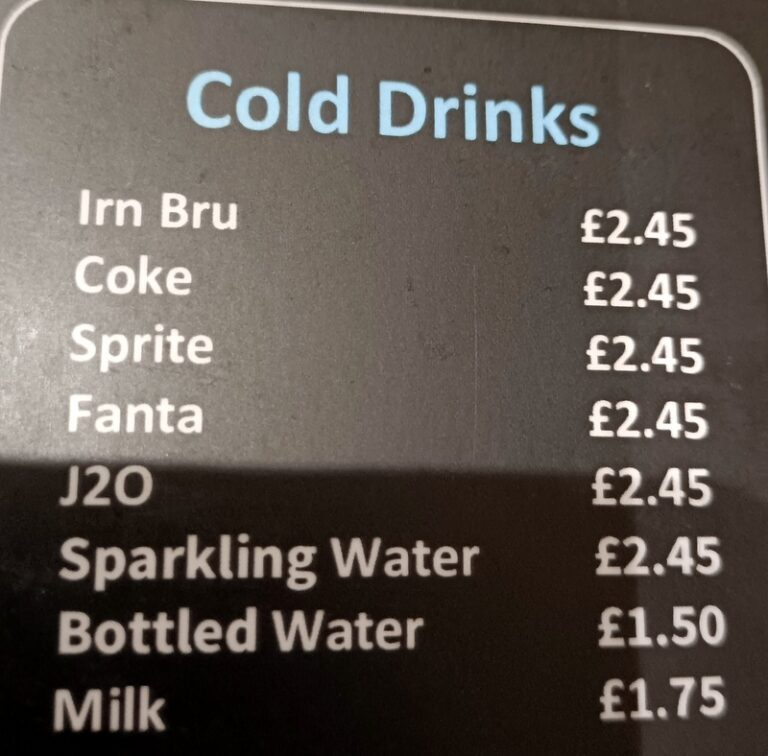 Cold Drinks
Irn Bru £2.45
Coke £2.45
Sprite £2.45
Fanta £2.45
J2O £2.45
Sparkling Water £2.45
Bottled Water £1.50
Milk £1.75